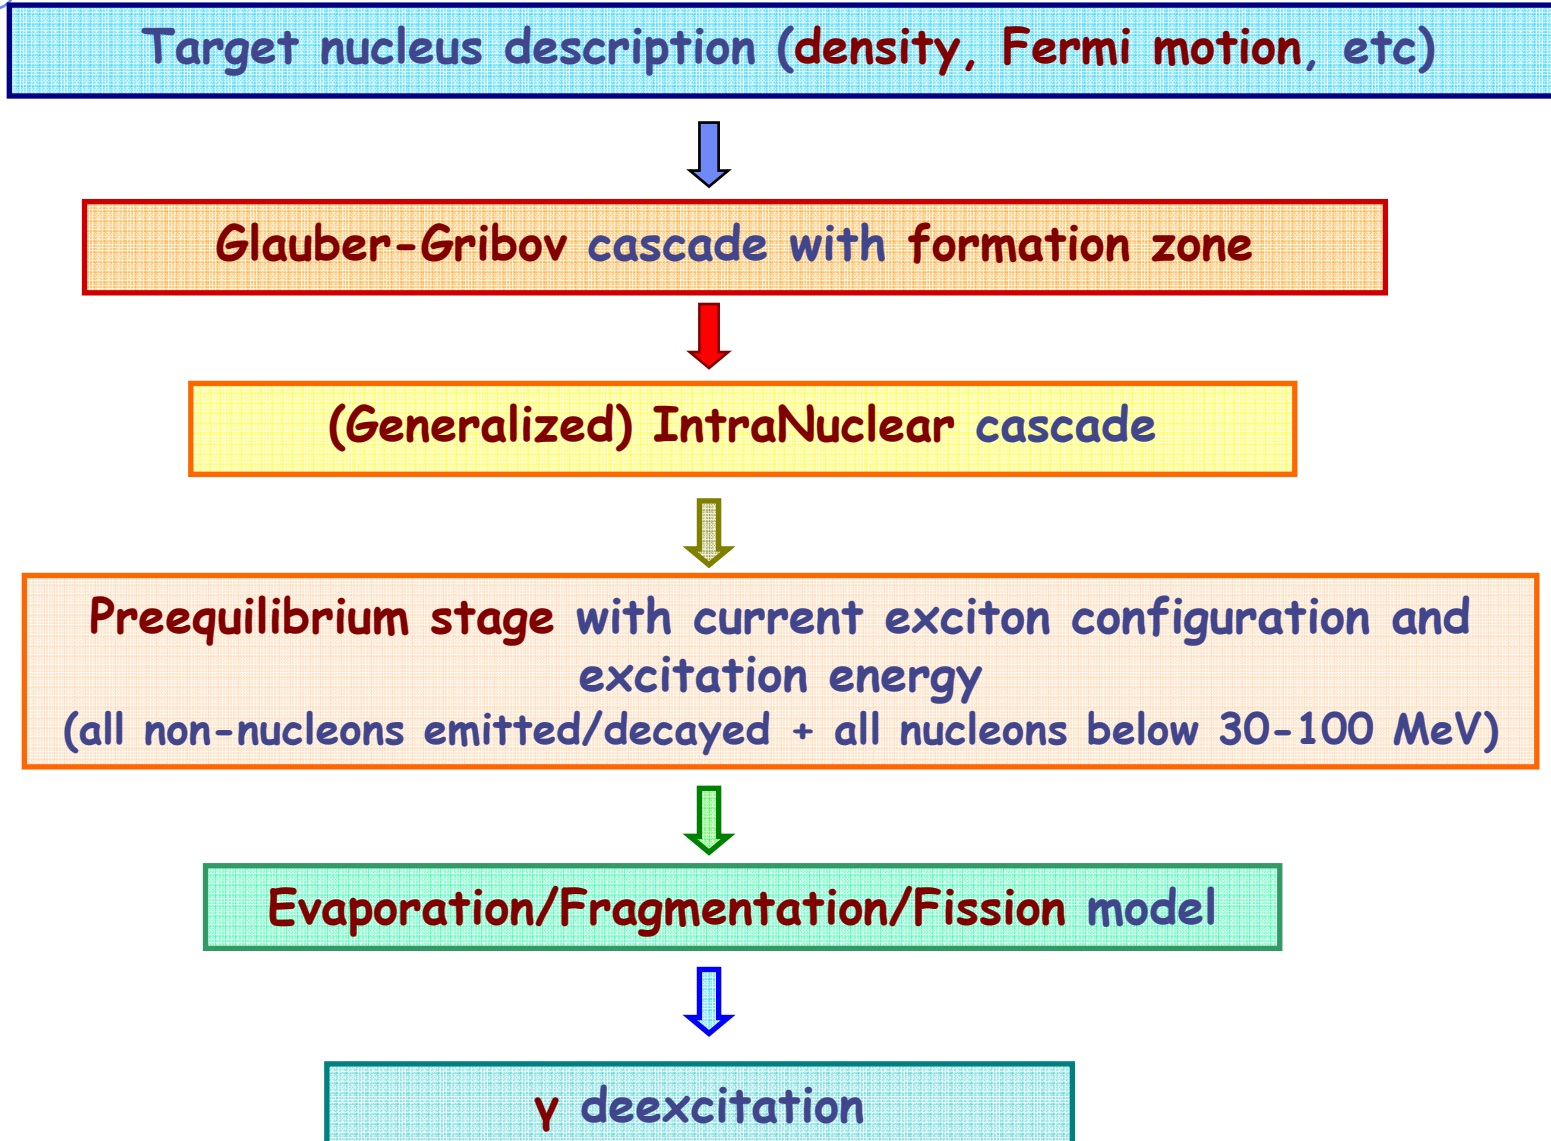 Target nucleus description (density, Fermi motion, etc)
Glauber-Gribov cascade with formation zone
(Generalized) IntraNuclear cascade
Preequilibrium stage with current exciton configuration and
excitation energy
(all non-nucleons emitted/decayed + all nucleons below 30-100 MeV)
Evaporation/Fragmentation/Fission model
γ deexcitation